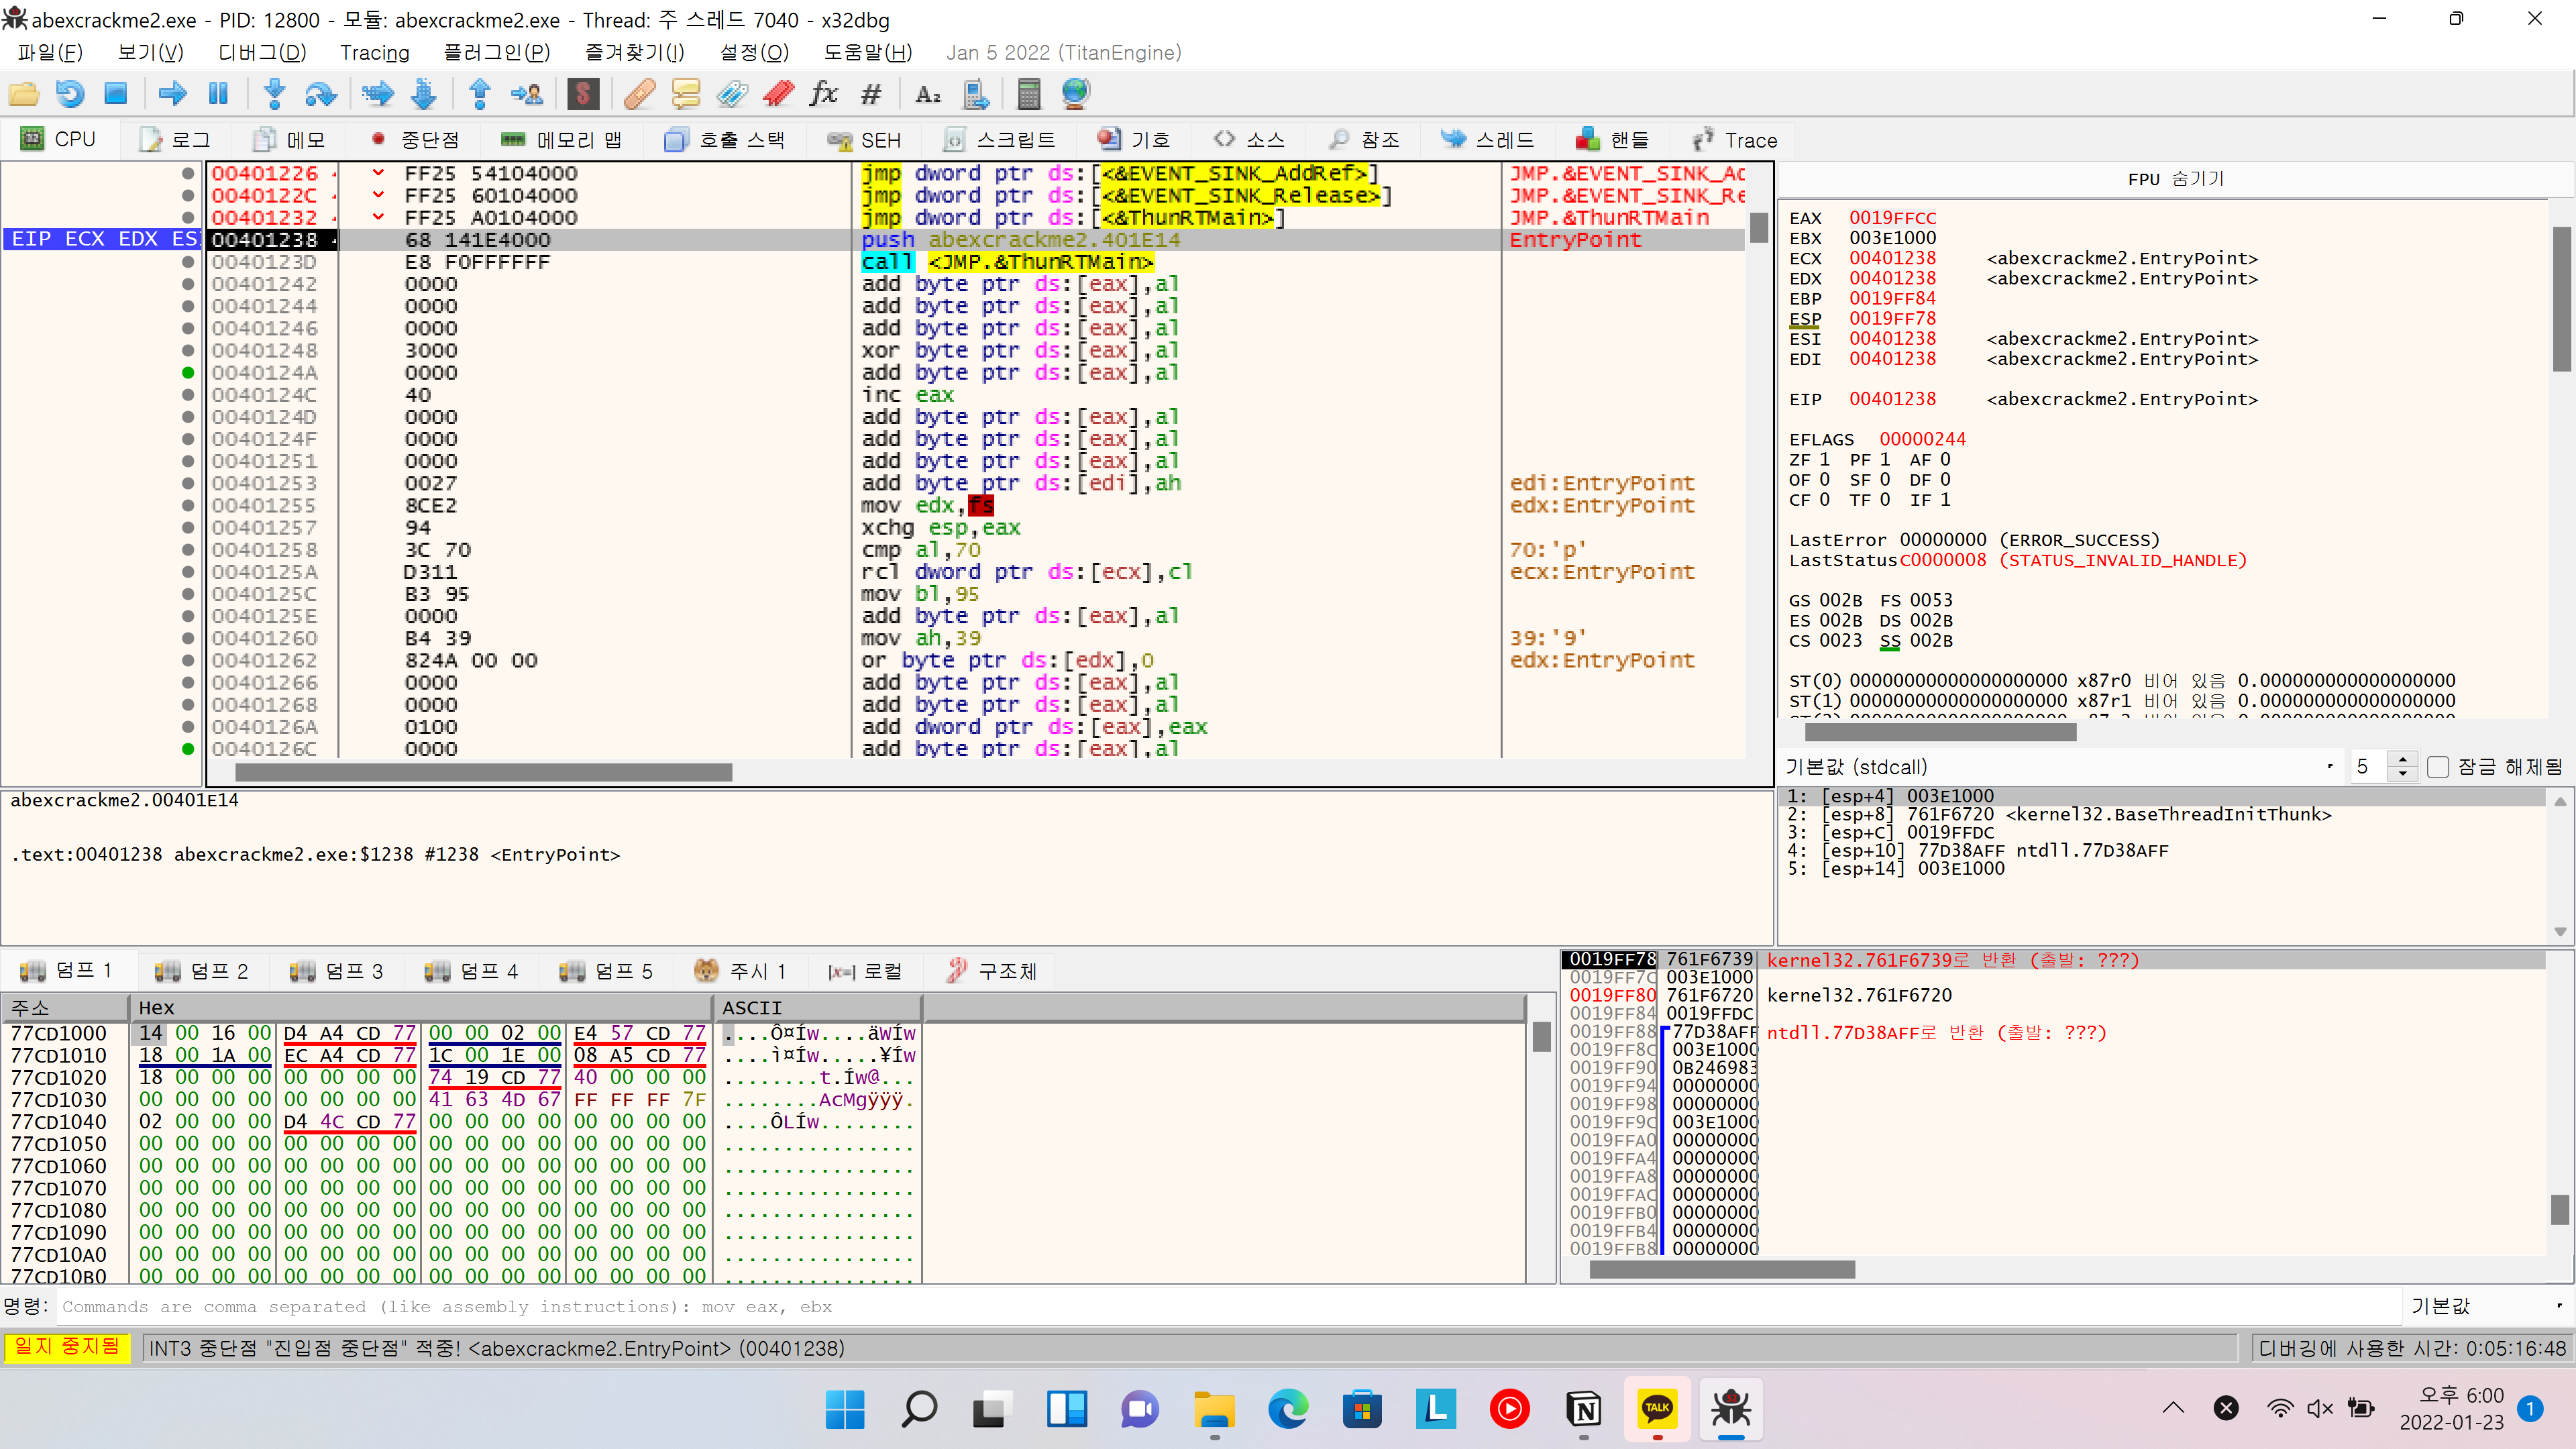 abexcrackme2.exe - PID: 12800 - 모듈: abexcrackme2.exe - Thread: 주 스레드 7040 - x32dbg
파일(F) 보기(V) 디버그(D) Tracing 플러그인(P) 즐겨찾기(I) 설정(O) 도움말(H) Jan 5 2022 (TitanEngine)
CPU 로그 메모 중단점 메모리 맵 호출 스택 SEH 스크립트 기호 소스 참조 스레드 핸들 Trace
00401226 FF25 54104000 jmp dword ptr ds:[<&EVENT_SINK_AddRef>]
0040122C FF25 60104000 jmp dword ptr ds:[<&EVENT_SINK_Release>]
00401232 FF25 A0104000 jmp dword ptr ds:[<&ThunRTMain>] JMP.&ThunRTMain
EIP ECX EDX ESI 00401238 68 141E4000 push abexcrackme2.401E14 EntryPoint
0040123D E8 F0FFFFFF call <JMP.&ThunRTMain>
00401242 0000 add byte ptr ds:[eax],al
00401244 0000 add byte ptr ds:[eax],al
00401246 0000 add byte ptr ds:[eax],al
00401248 3000 xor byte ptr ds:[eax],al
0040124A 0000 add byte ptr ds:[eax],al
0040124C 40 inc eax
0040124D 0000 add byte ptr ds:[eax],al
0040124F 0000 add byte ptr ds:[eax],al
00401251 0000 add byte ptr ds:[eax],al
00401253 0027 add byte ptr ds:[edi],ah edi:EntryPoint
00401255 8CE2 mov edx,fs edx:EntryPoint
00401257 94 xchg esp,eax
00401258 3C 70 cmp al,70 70:'p'
0040125A D311 rcl dword ptr ds:[ecx],cl ecx:EntryPoint
0040125C B3 95 mov bl,95
0040125E 0000 add byte ptr ds:[eax],al
00401260 B4 39 mov ah,39 39:'9'
00401262 824A 00 00 or byte ptr ds:[edx],0 edx:EntryPoint
00401266 0000 add byte ptr ds:[eax],al
00401268 0000 add byte ptr ds:[eax],al
0040126A 0100 add dword ptr ds:[eax],eax
0040126C 0000 add byte ptr ds:[eax],al
FPU 숨기기
EAX 0019FFCC
EBX 003E1000
ECX 00401238 <abexcrackme2.EntryPoint>
EDX 00401238 <abexcrackme2.EntryPoint>
EBP 0019FF84
ESP 0019FF78
ESI 00401238 <abexcrackme2.EntryPoint>
EDI 00401238 <abexcrackme2.EntryPoint>
EIP 00401238 <abexcrackme2.EntryPoint>
EFLAGS 00000244
ZF 1 PF 1 AF 0
OF 0 SF 0 DF 0
CF 0 TF 0 IF 1
LastError 00000000 (ERROR_SUCCESS)
LastStatus C0000008 (STATUS_INVALID_HANDLE)
GS 002B FS 0053
ES 002B DS 002B
CS 0023 SS 002B
ST(0) 00000000000000000000 x87r0 비어 있음 0.000000000000000000
ST(1) 00000000000000000000 x87r1 비어 있음 0.000000000000000000
기본값 (stdcall) 5 잠금 해제됨
1: [esp+4] 003E1000
2: [esp+8] 761F6720 <kernel32.BaseThreadInitThunk>
3: [esp+C] 0019FFDC
4: [esp+10] 77D38AFF ntdll.77D38AFF
5: [esp+14] 003E1000
abexcrackme2.00401E14
.text:00401238 abexcrackme2.exe:$1238 #1238 <EntryPoint>
덤프 1 덤프 2 덤프 3 덤프 4 덤프 5 주시 1 [x=] 로컬 구조체
주소 Hex ASCII
77CD1000 14 00 16 00 D4 A4 CD 77 00 00 02 00 E4 57 CD 77 ....Ô¤Íw....äWÍw
77CD1010 18 00 1A 00 EC A4 CD 77 1C 00 1E 00 08 A5 CD 77 ....ì¤Íw.....¥Íw
77CD1020 18 00 00 00 00 00 00 00 74 19 CD 77 40 00 00 00 ........t.Íw@...
77CD1030 00 00 00 00 00 00 00 00 41 63 4D 67 FF FF FF 7F ........AcMgÿÿÿ.
77CD1040 02 00 00 00 D4 4C CD 77 00 00 00 00 00 00 00 00 ....ÔLÍw........
77CD1050 00 00 00 00 00 00 00 00 00 00 00 00 00 00 00 00 ................
77CD1060 00 00 00 00 00 00 00 00 00 00 00 00 00 00 00 00 ................
77CD1070 00 00 00 00 00 00 00 00 00 00 00 00 00 00 00 00 ................
77CD1080 00 00 00 00 00 00 00 00 00 00 00 00 00 00 00 00 ................
77CD1090 00 00 00 00 00 00 00 00 00 00 00 00 00 00 00 00 ................
77CD10A0 00 00 00 00 00 00 00 00 00 00 00 00 00 00 00 00 ................
77CD10B0 00 00 00 00 00 00 00 00 00 00 00 00 00 00 00 00 ................
0019FF78 761F6739 kernel32.761F6739로 반환 (출발: ???)
0019FF7C 003E1000
0019FF80 761F6720 kernel32.761F6720
0019FF84 0019FFDC
0019FF88 77D38AFF ntdll.77D38AFF로 반환 (출발: ???)
0019FF8C 003E1000
0019FF90 0B246983
0019FF94 00000000
0019FF98 00000000
0019FF9C 003E1000
0019FFA0 00000000
0019FFA4 00000000
0019FFA8 00000000
0019FFAC 00000000
0019FFB0 00000000
0019FFB4 00000000
0019FFB8 00000000
명령: Commands are comma separated (like assembly instructions): mov eax, ebx 기본값
일지 중지됨 INT3 중단점 "진입점 중단점" 적중! <abexcrackme2.EntryPoint> (00401238) 디버깅에 사용한 시간: 0:05:16:48
TALK
오후 6:00
2022-01-23
1